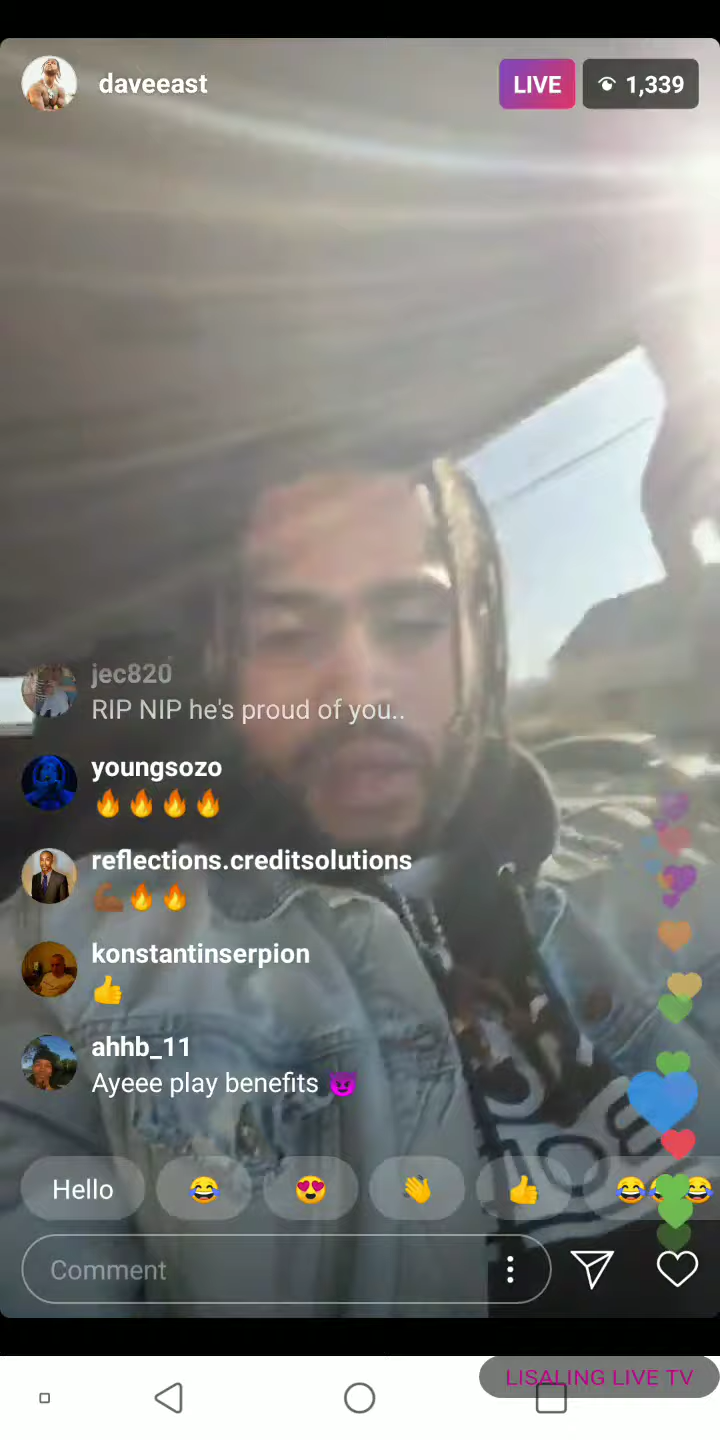 daveeast
LIVE
1,339
jec820
RIP NIP he's proud of you..
youngsozo
🔥🔥🔥🔥
reflections.creditsolutions
💪🏾🔥🔥
konstantinserpion
👍
ahhb_11
Ayeee play benefits 😈
Hello
Comment
LISALING LIVE TV